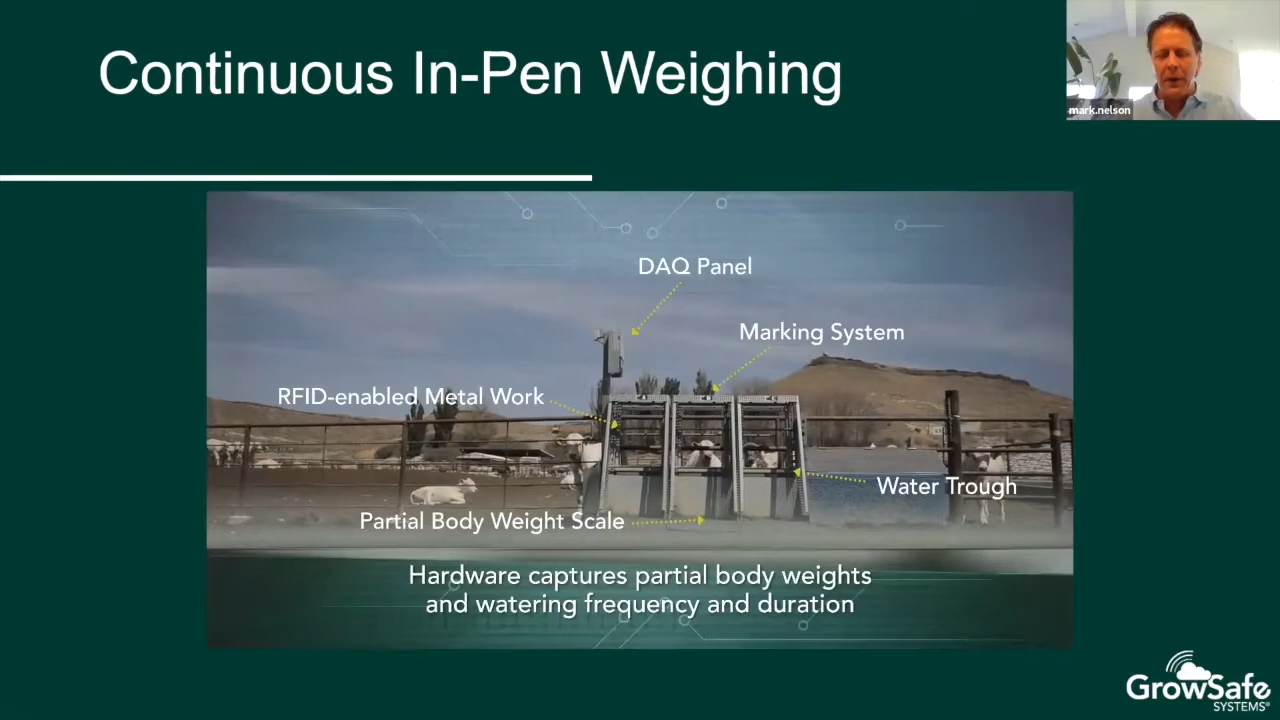 Continuous In-Pen Weighing
mark.nelson
DAQ Panel
Marking System
RFID-enabled Metal Work
Water Trough
Partial Body Weight Scale
Hardware captures partial body weights
and watering frequency and duration
GrowSafe
SYSTEMS®